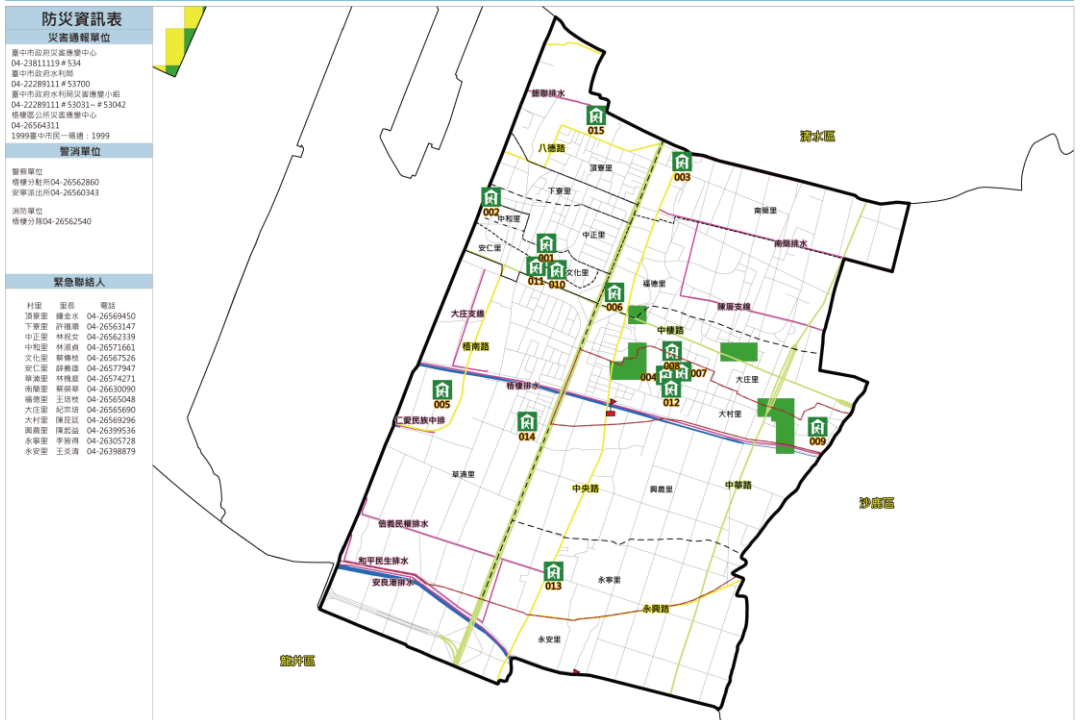 防災資訊表
災害通報單位
臺中市政府災害應變中心
04-23811119#534
臺中市政府水利局
04-22289111#53700
臺中市政府水利局災害應變小組
04-22289111#53031~#53042
梧棲區公所災害應變中心
04-26564311
1999臺中市民一碼通：1999
警消單位
警察單位
梧棲分駐所04-26562860
安寧派出所04-26560343
消防單位
梧棲分隊04-26562540
緊急聯絡人
村里 里長 電話
頂寮里 鍾金水 04-26569450
下寮里 許福順 04-26563147
中正里 林祝女 04-26562339
中和里 林淑貞 04-26571661
文化里 蔡傳枝 04-26567526
安仁里 薛義雄 04-26577947
草湳里 林槐庭 04-26574271
南簡里 蔡榮華 04-26630090
福德里 王培枝 04-26565048
大庄里 紀宗培 04-26565690
大村里 陳昆廷 04-26569296
興農里 陳起益 04-26399536
永寧里 李皆得 04-26305728
永安里 王炎清 04-26398879
銀聯排水
015
清水區
八德路
頂寮里
003
下寮里
002
中和里
南簡里
中正里
001
安仁里
南簡排水
011
010
文化里
福德里
006
大庄支線
陳厝支線
中棲路
梧南路
008
004
007
大庄里
梧棲排水
005
012
大村里
仁愛民族中排
014
009
草湳里
中央路
興農里
中華路
沙鹿區
信義民權排水
和平民生排水
安良港排水
013
永寧里
永興路
永安里
龍井區